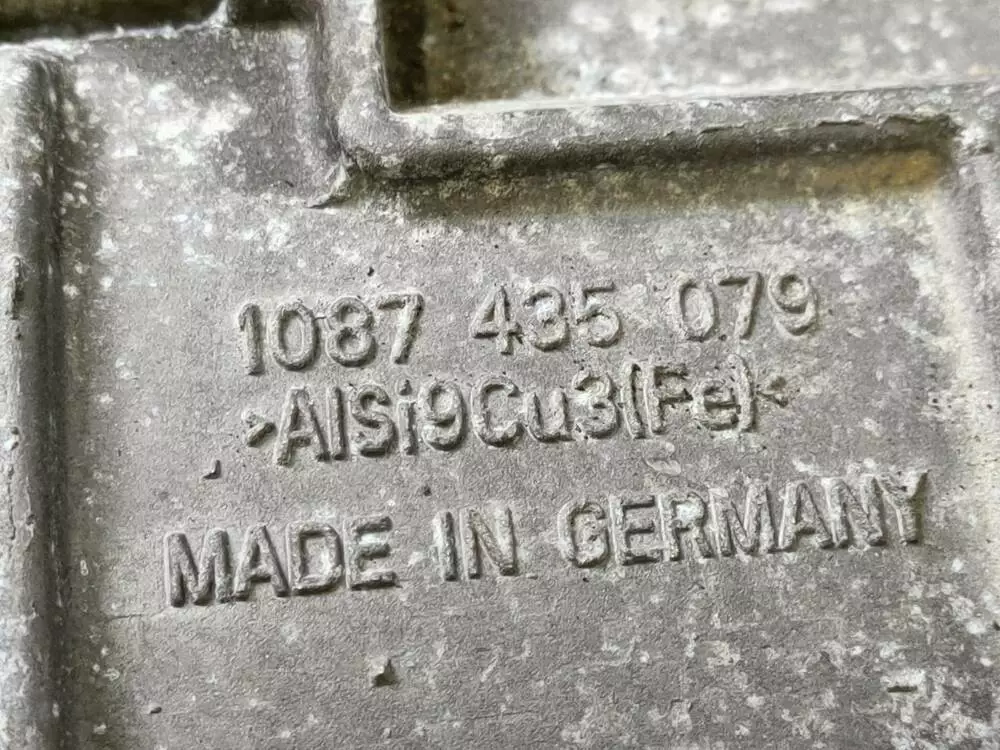 1087 435 079
>AlSi9Cu3(Fe)<
MADE IN GERMANY